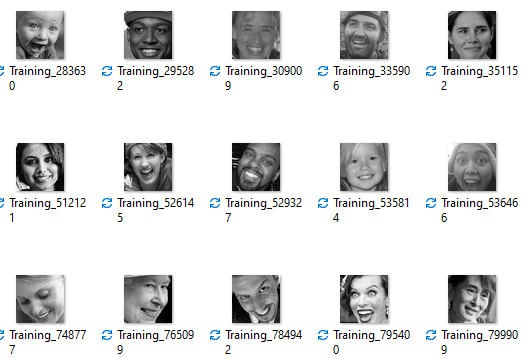 Training_28363
0
Training_29528
2
Training_30900
9
Training_33590
6
Training_35115
2
Training_51212
1
Training_52614
5
Training_52932
7
Training_53581
4
Training_53646
6
Training_74877
7
Training_76509
9
Training_78494
2
Training_79540
0
Training_79990
9